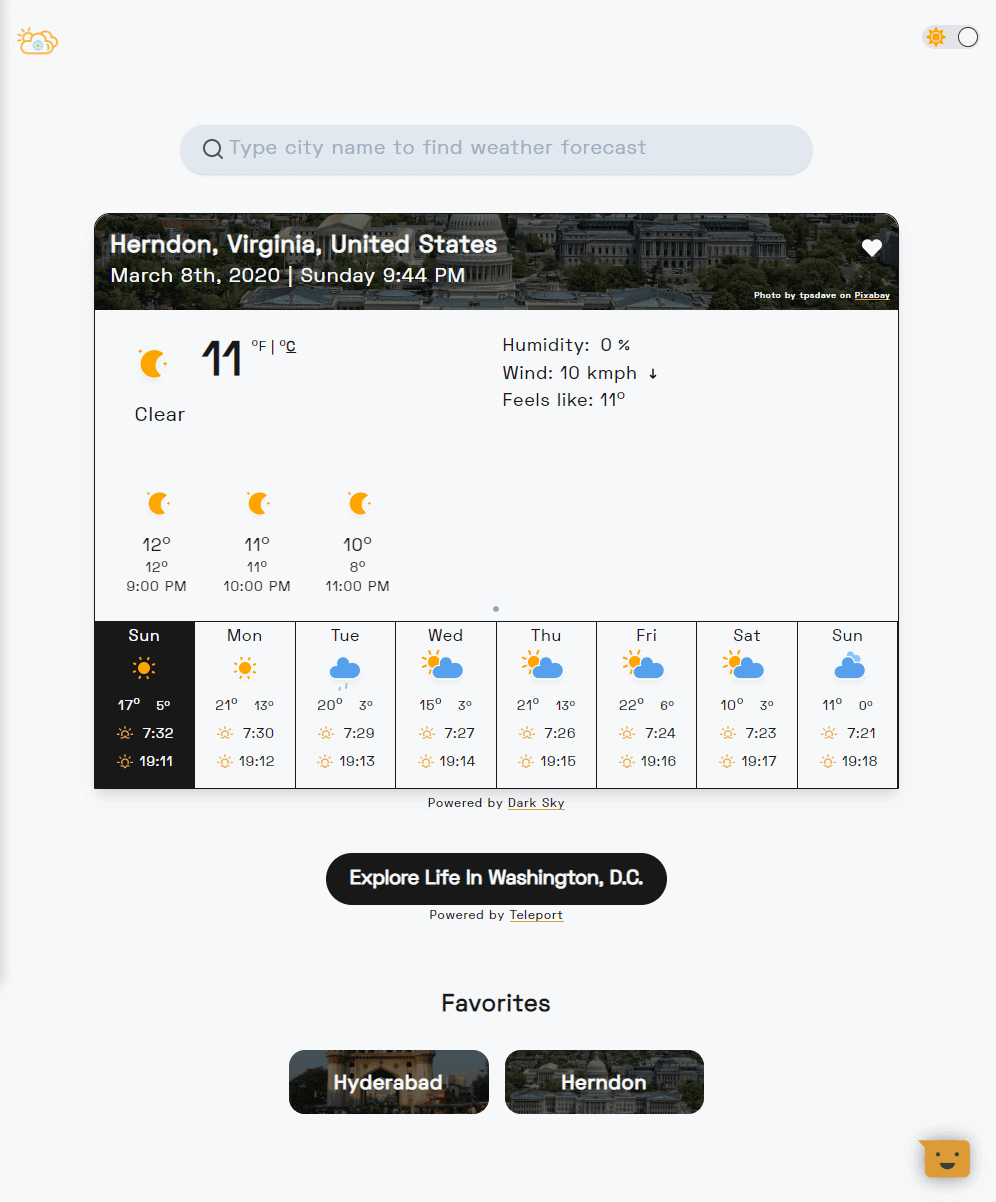 Type city name to find weather forecast
Herndon, Virginia, United States
March 8th, 2020 | Sunday 9:44 PM
Photo by tpsdave on Pixabay
11 °F | °C
Clear
Humidity: 0 %
Wind: 10 kmph ↓
Feels like: 11°
12° 11° 10°
12° 11° 8°
9:00 PM 10:00 PM 11:00 PM
Sun Mon Tue Wed Thu Fri Sat Sun
17° 5° 21° 13° 20° 3° 15° 3° 21° 13° 22° 6° 10° 3° 11° 0°
7:32 7:30 7:29 7:27 7:26 7:24 7:23 7:21
19:11 19:12 19:13 19:14 19:15 19:16 19:17 19:18
Powered by Dark Sky
Explore Life In Washington, D.C.
Powered by Teleport
Favorites
Hyderabad Herndon